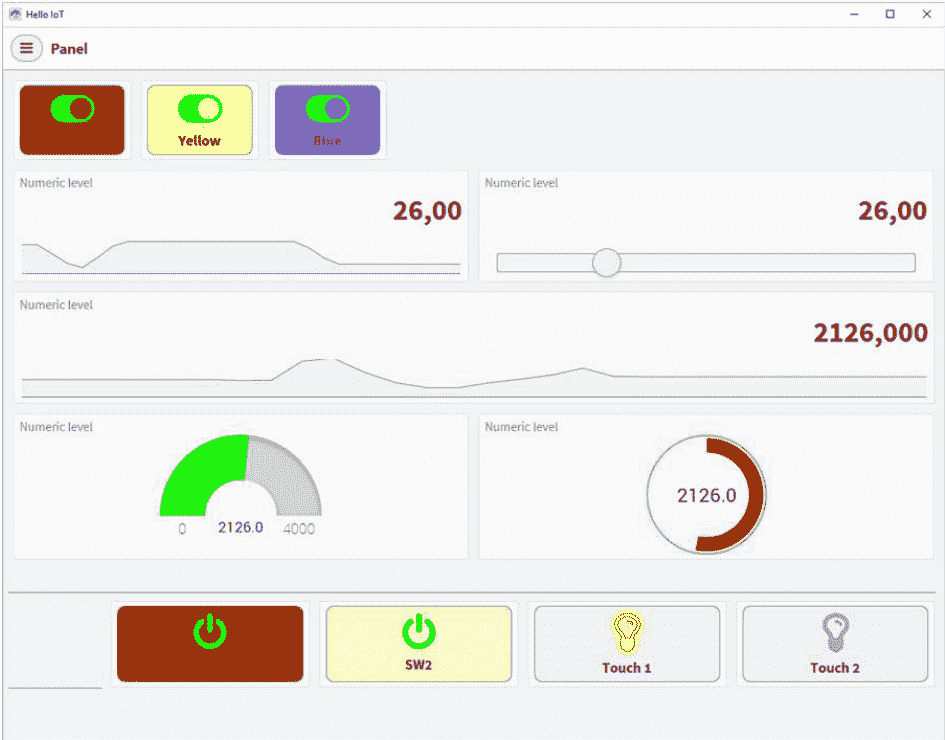 Hello IoT
Panel
Yellow
Blue
Numeric level
26,00
Numeric level
26,00
Numeric level
2126,000
Numeric level
0
2126.0
4000
Numeric level
2126.0
SW2
Touch 1
Touch 2